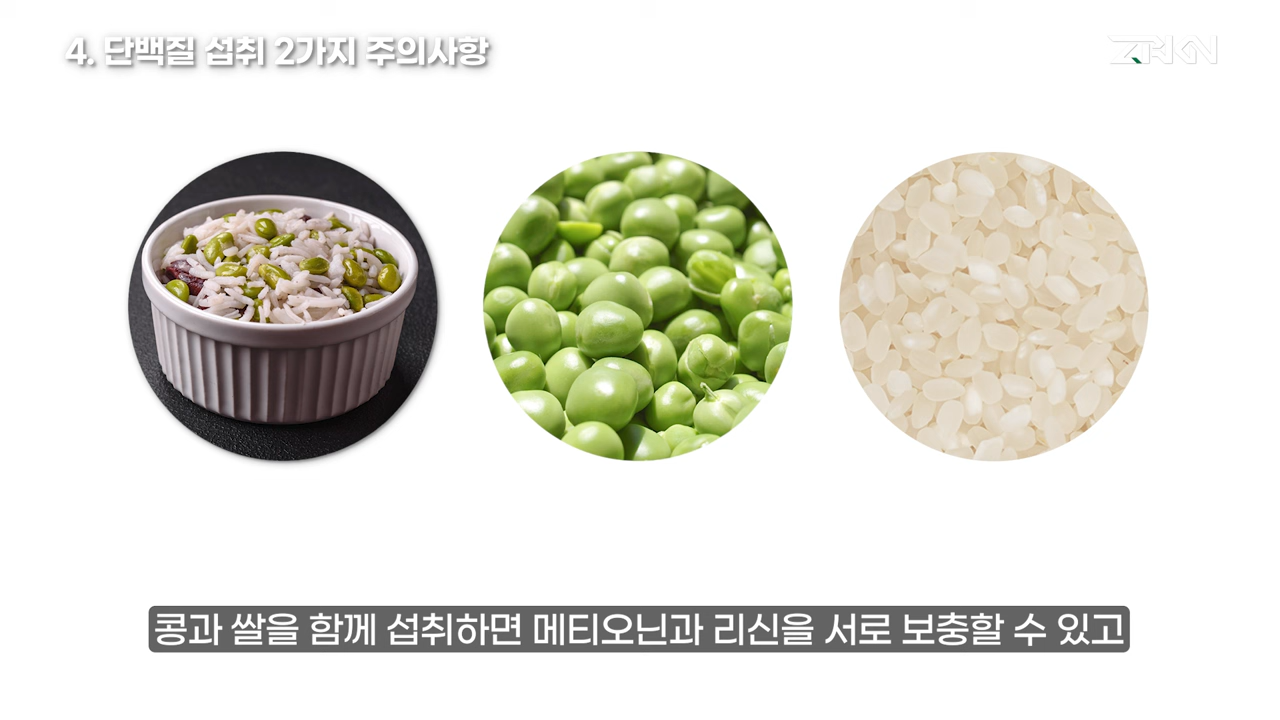 4. 단백질 섭취 2가지 주의사항
ZRKN
콩과 쌀을 함께 섭취하면 메티오닌과 리신을 서로 보충할 수 있고